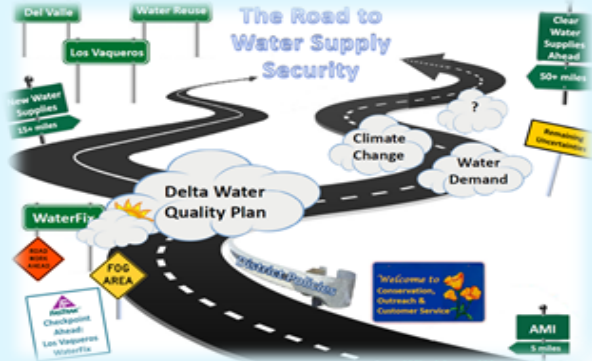 The Road to
Water Supply
Security
Del Valle
Water Reuse
Los Vaqueros
Clear
Water
Supplies
Ahead
50+ miles
New Water
Supplies
15+ miles
?
Climate
Change
Water
Demand
Remaining
Uncertainties
Delta Water
Quality Plan
WaterFix
ROAD
WORK
AHEAD
FOG
AREA
District Policies
Welcome to
Conservation,
Outreach &
Customer Service
Checkpoint
Ahead:
Los Vaqueros
WaterFix
AMI
5 miles